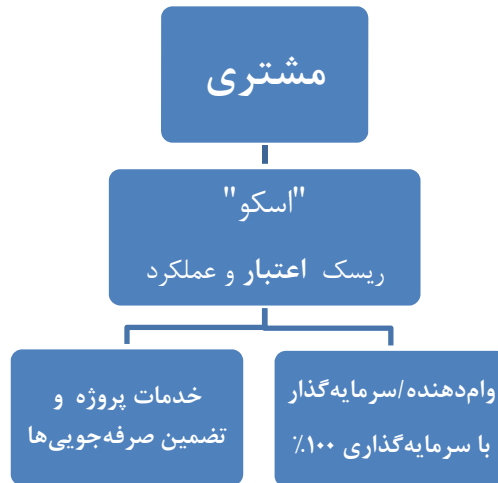 مشتری
"اسکو"
ریسک اعتبار و عملکرد
وام‌دهنده/سرمایه‌گذار
با سرمایه‌گذاری ۱۰۰٪
خدمات پروژه و
تضمین صرفه‌جویی‌ها